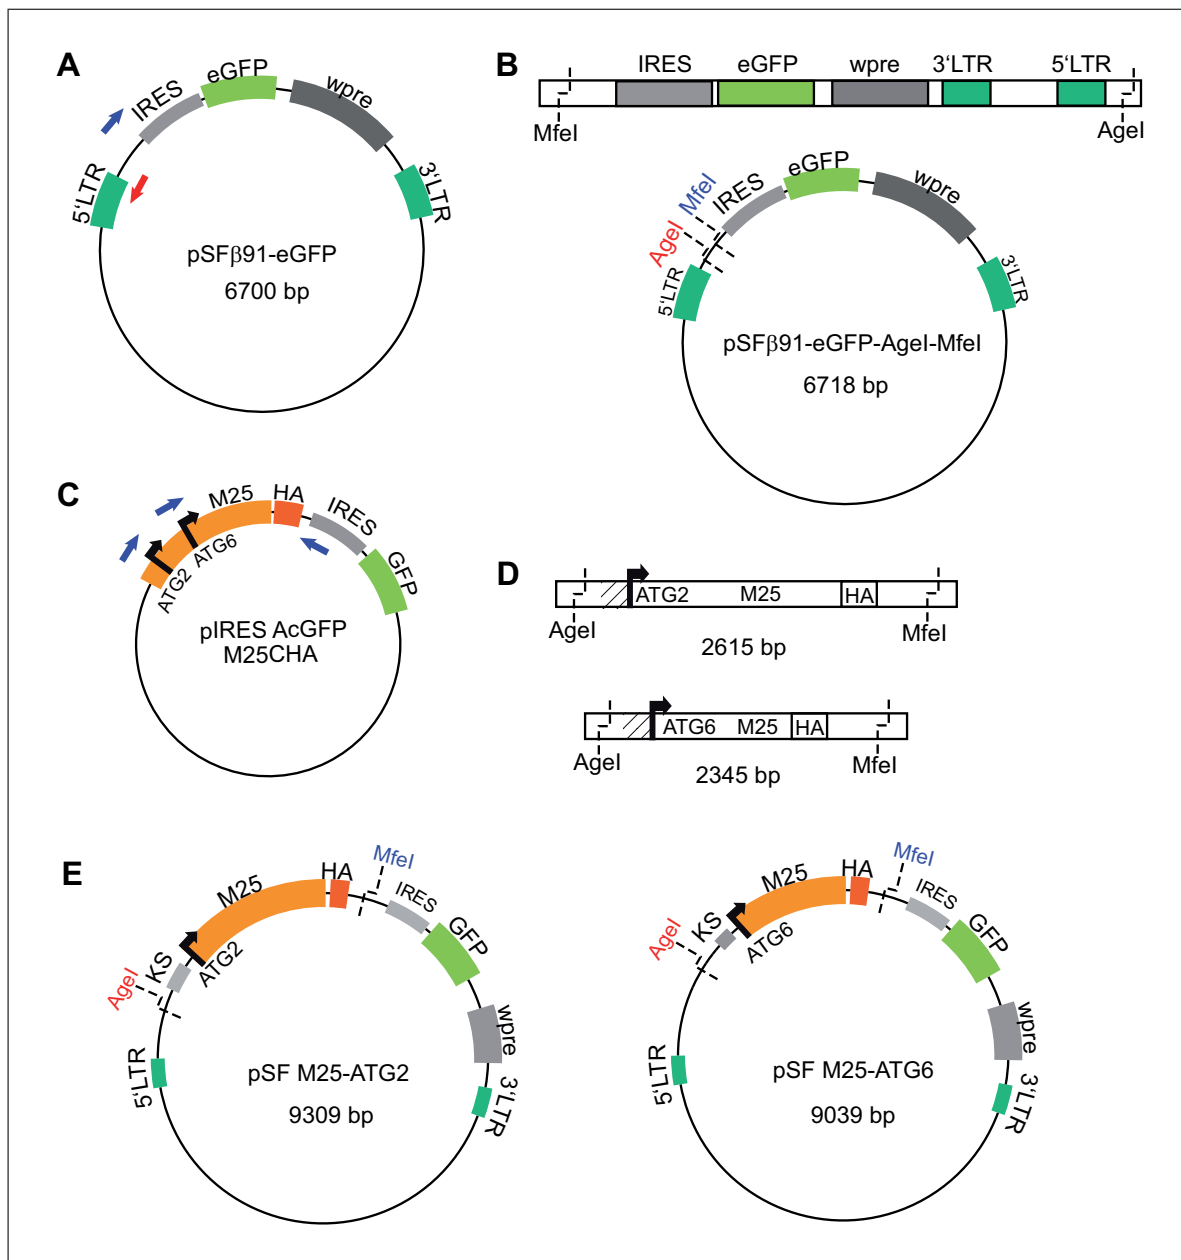 A
IRES
eGFP
wpre
5'LTR
3'LTR
pSFβ91-eGFP
6700 bp
B
IRES
eGFP
wpre
3'LTR
5'LTR
MfeI
AgeI
AgeI
MfeI
IRES
eGFP
wpre
5'LTR
3'LTR
pSFβ91-eGFP-AgeI-MfeI
6718 bp
C
M25
HA
IRES
GFP
ATG2
ATG6
pIRES AcGFP
M25CHA
D
ATG2
M25
HA
AgeI
MfeI
2615 bp
ATG6
M25
HA
AgeI
MfeI
2345 bp
E
AgeI
KS
ATG2
M25
HA
MfeI
IRES
GFP
wpre
3'LTR
5'LTR
pSF M25-ATG2
9309 bp
AgeI
KS
ATG6
M25
HA
MfeI
IRES
GFP
wpre
3'LTR
5'LTR
pSF M25-ATG6
9039 bp